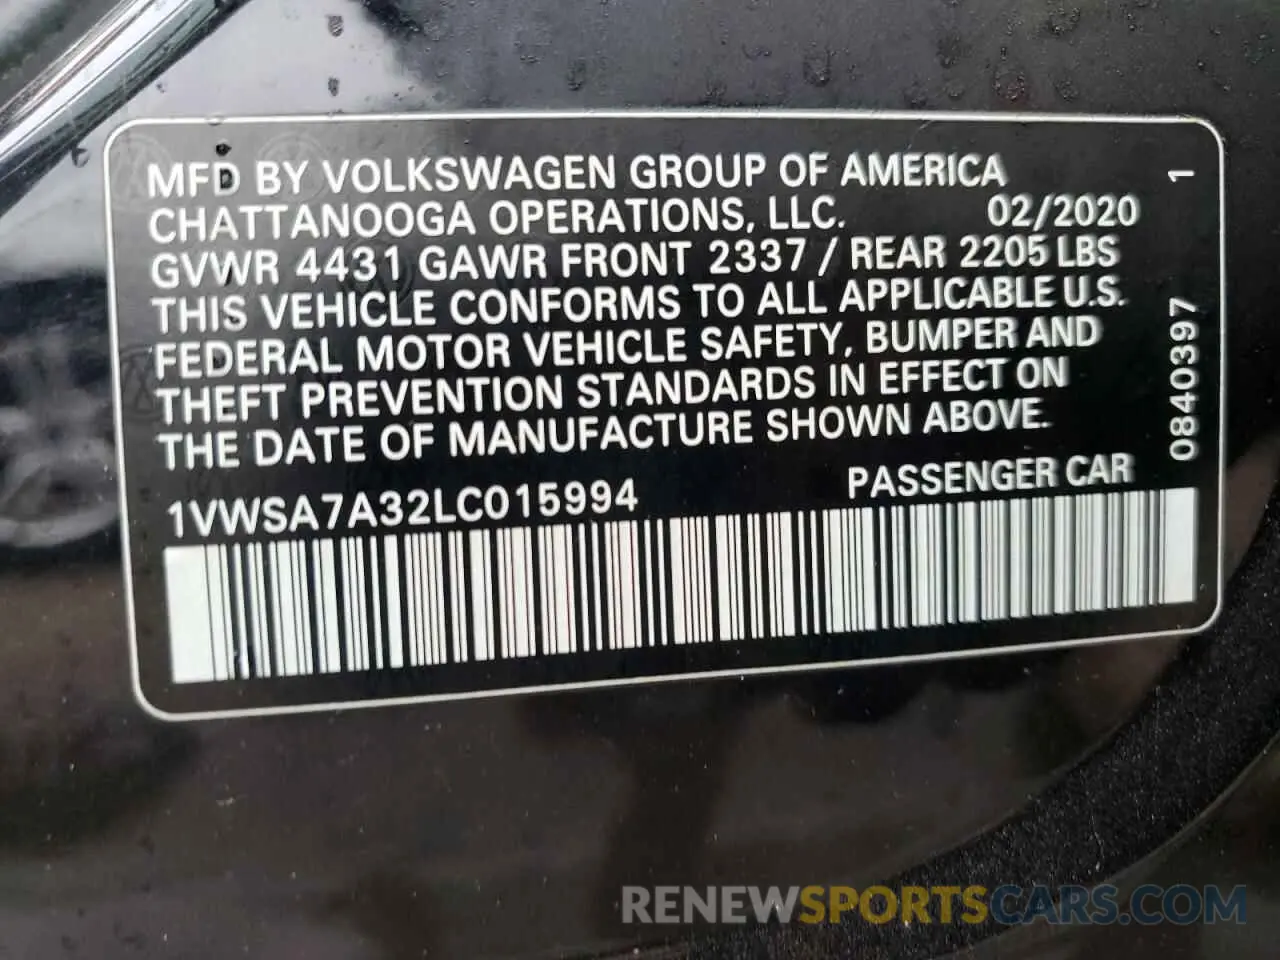 MFD BY VOLKSWAGEN GROUP OF AMERICA
CHATTANOOGA OPERATIONS, LLC. 02/2020
GVWR 4431 GAWR FRONT 2337 / REAR 2205 LBS
THIS VEHICLE CONFORMS TO ALL APPLICABLE U.S.
FEDERAL MOTOR VEHICLE SAFETY, BUMPER AND
THEFT PREVENTION STANDARDS IN EFFECT ON
THE DATE OF MANUFACTURE SHOWN ABOVE.
1VWSA7A32LC015994 PASSENGER CAR
0840397 1
RENEWSPORTSCARS.COM